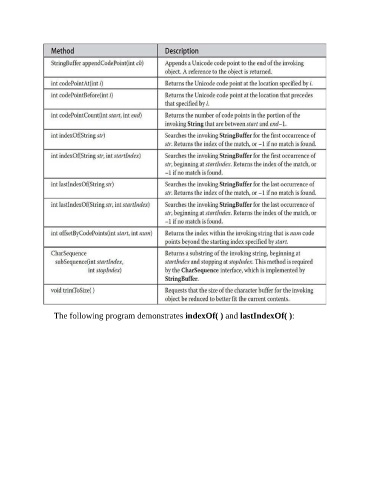 Method Description
StringBuffer appendCodePoint(int ch) Appends a Unicode code point to the end of the invoking
object. A reference to the object is returned.
int codePointAt(int i) Returns the Unicode code point at the location specified by i.
int codePointBefore(int i) Returns the Unicode code point at the location that precedes
that specified by i.
int codePointCount(int start, int end) Returns the number of code points in the portion of the
invoking String that are between start and end–1.
int indexOf(String str) Searches the invoking StringBuffer for the first occurrence of
str. Returns the index of the match, or –1 if no match is found.
int indexOf(String str, int startIndex) Searches the invoking StringBuffer for the first occurrence of
str, beginning at startIndex. Returns the index of the match, or
–1 if no match is found.
int lastIndexOf(String str) Searches the invoking StringBuffer for the last occurrence of
str. Returns the index of the match, or –1 if no match is found.
int lastIndexOf(String str, int startIndex) Searches the invoking StringBuffer for the last occurrence of
str, beginning at startIndex. Returns the index of the match, or
–1 if no match is found.
int offsetByCodePoints(int start, int num) Returns the index within the invoking string that is num code
points beyond the starting index specified by start.
CharSequence Returns a substring of the invoking string, beginning at
subSequence(int startIndex, startIndex and stopping at stopIndex. This method is required
int stopIndex) by the CharSequence interface, which is implemented by
StringBuffer.
void trimToSize( ) Requests that the size of the character buffer for the invoking
object be reduced to better fit the current contents.
The following program demonstrates indexOf( ) and lastIndexOf( ):